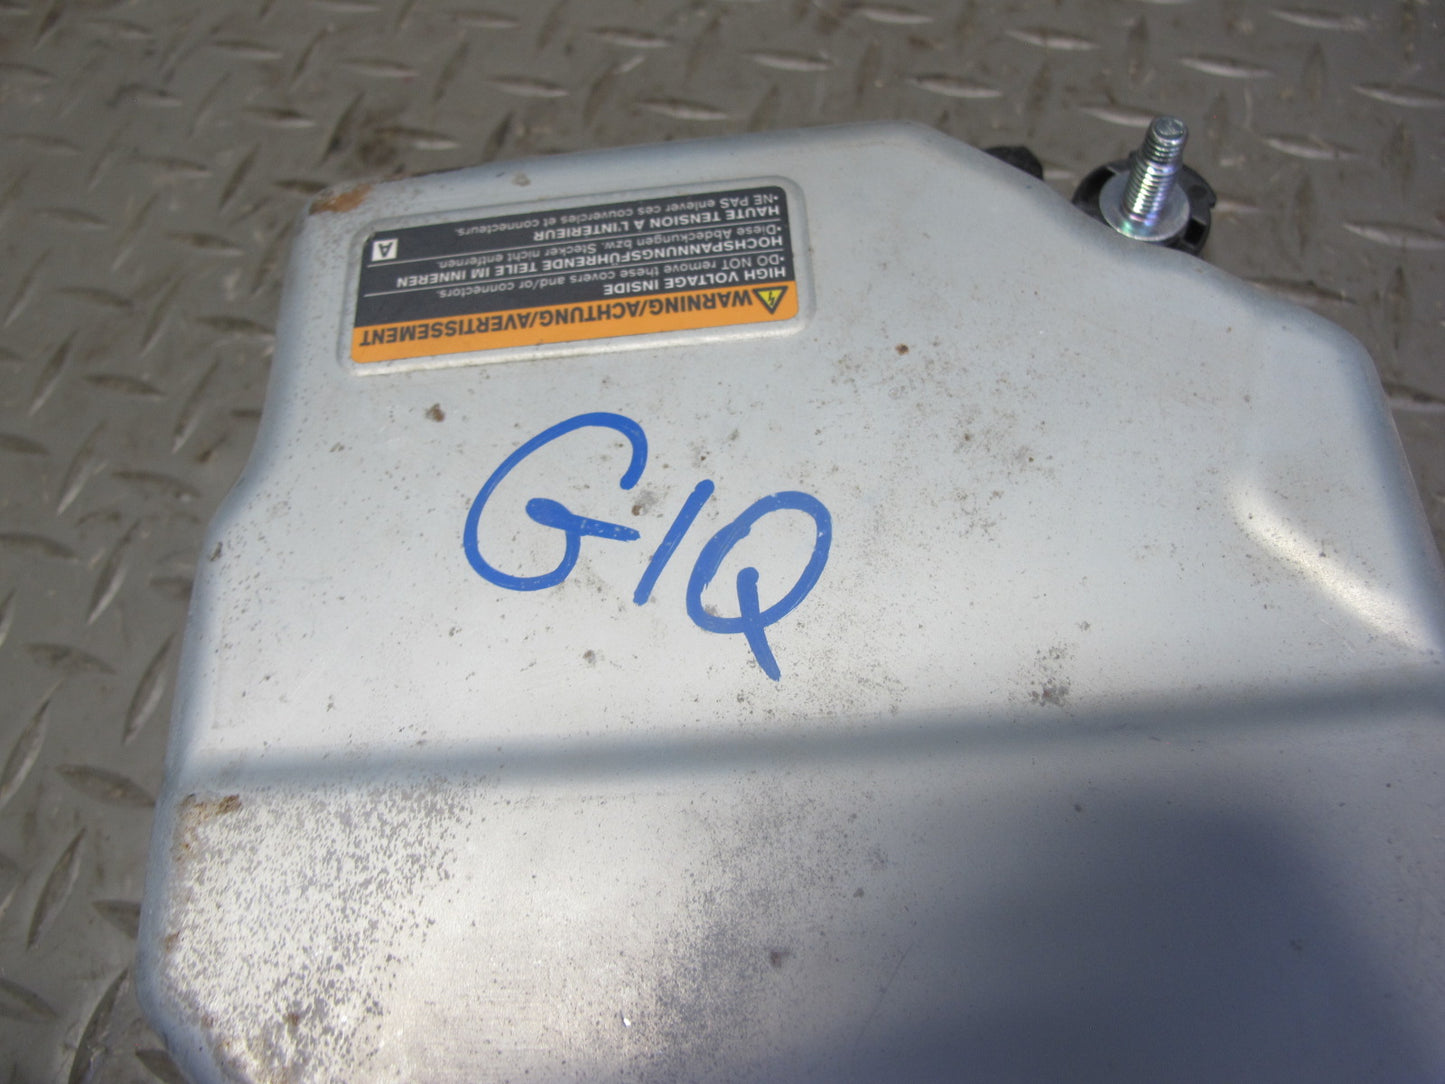 WARNING/ACHTUNG/AVERTISSEMENT
HIGH VOLTAGE INSIDE
•DO NOT remove these covers and/or connectors.
HOCHSPANNUNGSFÜHRENDE TEILE IM INNEREN
•Diese Abdeckungen bzw. Stecker nicht entfernen.
HAUTE TENSION A L'INTERIEUR
•NE PAS enlever ces couvercles et connecteurs.
A
G1Q